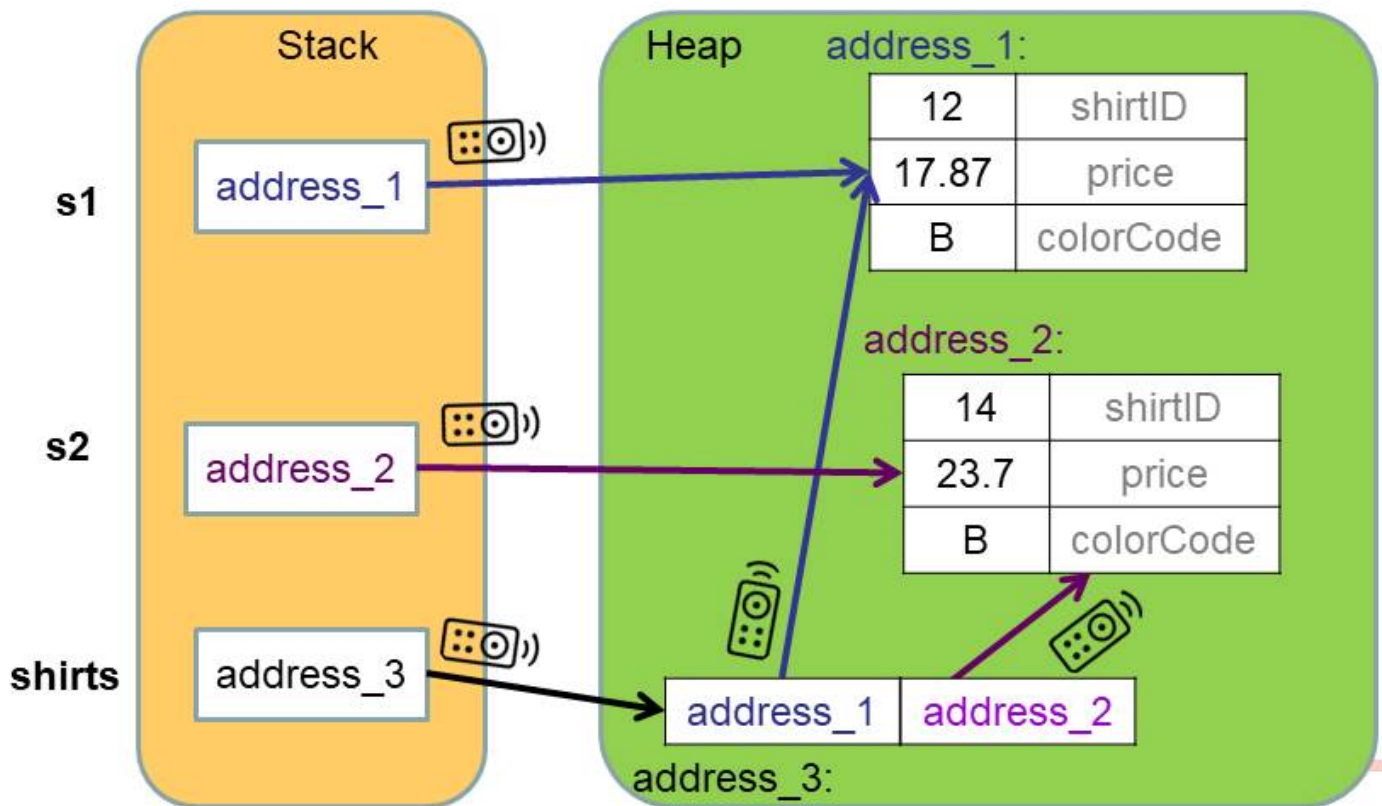 Stack
Heap
address_1:
12 shirtID
17.87 price
B colorCode
s1
address_1
address_2:
14 shirtID
23.7 price
B colorCode
s2
address_2
shirts
address_3
address_1 address_2
address_3: